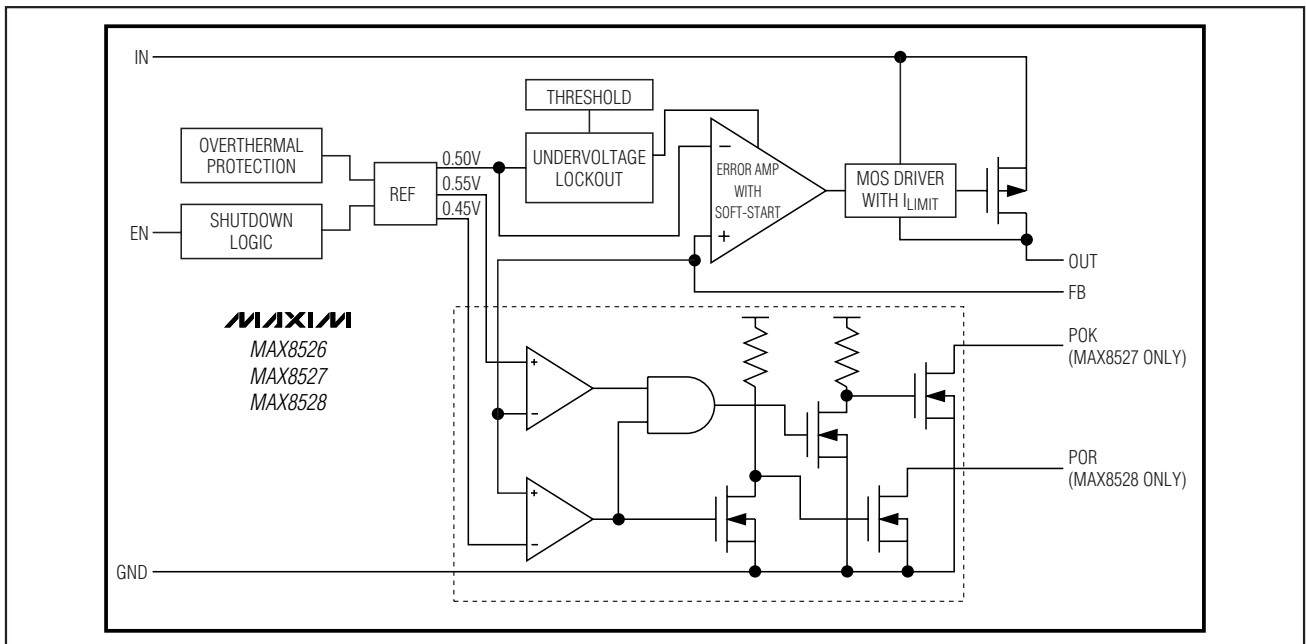 IN
THRESHOLD
OVERTHERMAL
PROTECTION
UNDERVOLTAGE
LOCKOUT
REF
0.50V
0.55V
0.45V
−
ERROR AMP
WITH
SOFT-START
+
MOS DRIVER
WITH ILIMIT
EN
SHUTDOWN
LOGIC
OUT
FB
MAXIM
MAX8526
MAX8527
MAX8528
+
−
+
−
POK
(MAX8527 ONLY)
POR
(MAX8528 ONLY)
GND